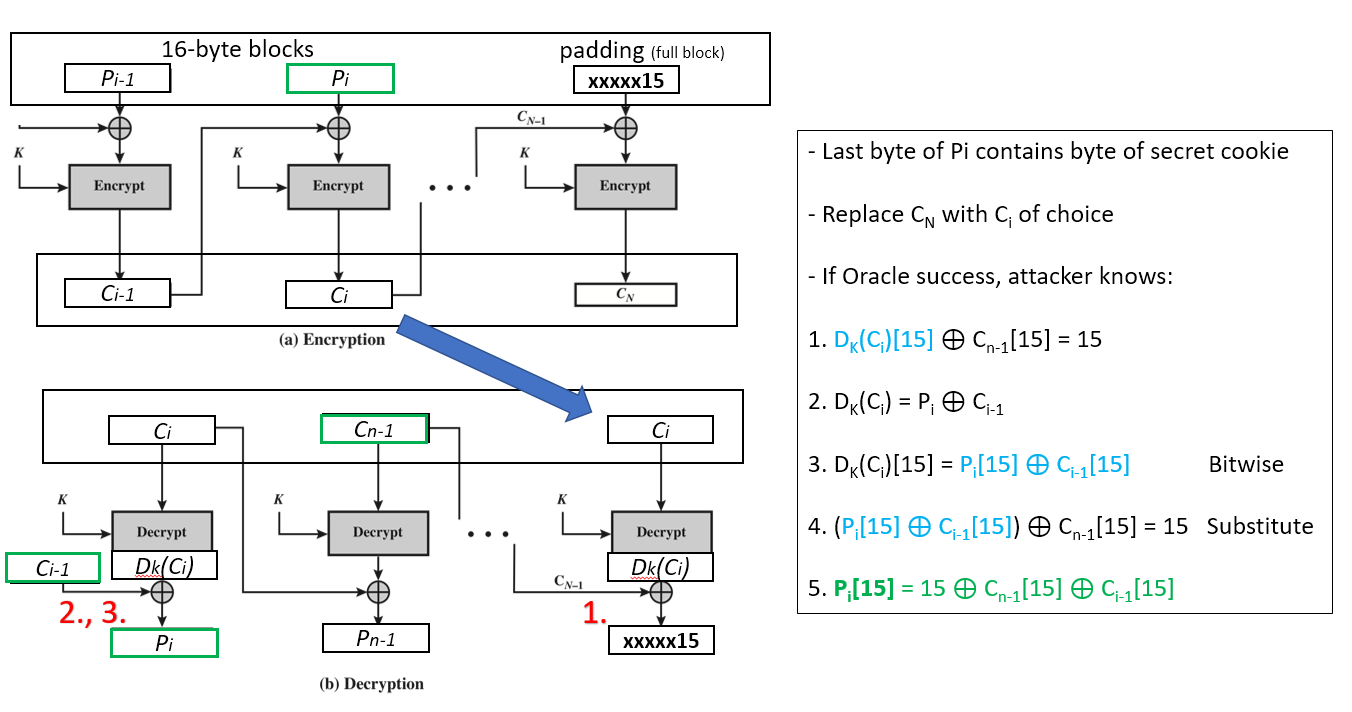 16-byte blocks
padding (full block)
Pi-1
Pi
xxxxx15
CN–1
K
K
K
Encrypt
Encrypt
Encrypt
• • •
Ci-1
Ci
CN
(a) Encryption
Ci
Cn-1
Ci
K
K
K
Decrypt
Decrypt
Decrypt
• • •
Ci-1
Dk(Ci)
Dk(Ci)
CN–1
2., 3.
1.
Pi
Pn-1
xxxxx15
(b) Decryption
- Last byte of Pi contains byte of secret cookie
- Replace CN with Ci of choice
- If Oracle success, attacker knows:
1. DK(Ci)[15] ⊕ Cn-1[15] = 15
2. DK(Ci) = Pi ⊕ Ci-1
3. DK(Ci)[15] = Pi[15] ⊕ Ci-1[15] Bitwise
4. (Pi[15] ⊕ Ci-1[15]) ⊕ Cn-1[15] = 15 Substitute
5. Pi[15] = 15 ⊕ Cn-1[15] ⊕ Ci-1[15]